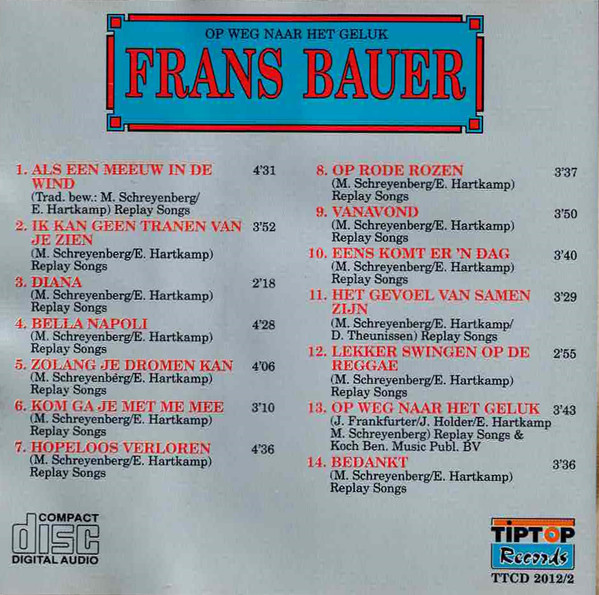 OP WEG NAAR HET GELUK
FRANS BAUER
1. ALS EEN MEEUW IN DE 4'31
WIND
(Trad. bew.: M. Schreyenberg/
E. Hartkamp) Replay Songs
2. IK KAN GEEN TRANEN VAN 3'52
JE ZIEN
(M. Schreyenberg/E. Hartkamp)
Replay Songs
3. DIANA 2'18
(M. Schreyenberg/E. Hartkamp)
Replay Songs
4. BELLA NAPOLI 4'28
(M. Schreyenberg/E. Hartkamp)
Replay Songs
5. ZOLANG JE DROMEN KAN 4'06
(M. Schreyenbérg/E. Hartkamp)
Replay Songs
6. KOM GA JE MET ME MEE 3'10
(M. Schreyenberg/E. Hartkamp)
Replay Songs
7. HOPELOOS VERLOREN 4'36
(M. Schreyenberg/E. Hartkamp)
Replay Songs
8. OP RODE ROZEN 3'37
(M. Schreyenberg/E. Hartkamp)
Replay Songs
9. VANAVOND 3'50
(M. Schreyenberg/E. Hartkamp)
Replay Songs
10. EENS KOMT ER 'N DAG 3'40
(M. Schreyenberg/E. Hartkamp)
Replay Songs
11. HET GEVOEL VAN SAMEN 3'29
ZIJN
(M. Schreyenberg/E. Hartkamp/
D. Theunissen) Replay Songs
12. LEKKER SWINGEN OP DE 2'55
REGGAE
(M. Schreyenberg/E. Hartkamp)
Replay Songs
13. OP WEG NAAR HET GELUK 3'43
(J. Frankfurter/J. Holder/E. Hartkamp
M. Schreyenberg) Replay Songs &
Koch Ben. Music Publ. BV
14. BEDANKT 3'36
(M. Schreyenberg/E. Hartkamp)
Replay Songs
COMPACT
disc
DIGITAL AUDIO
TIPTOP
Records
TTCD 2012/2